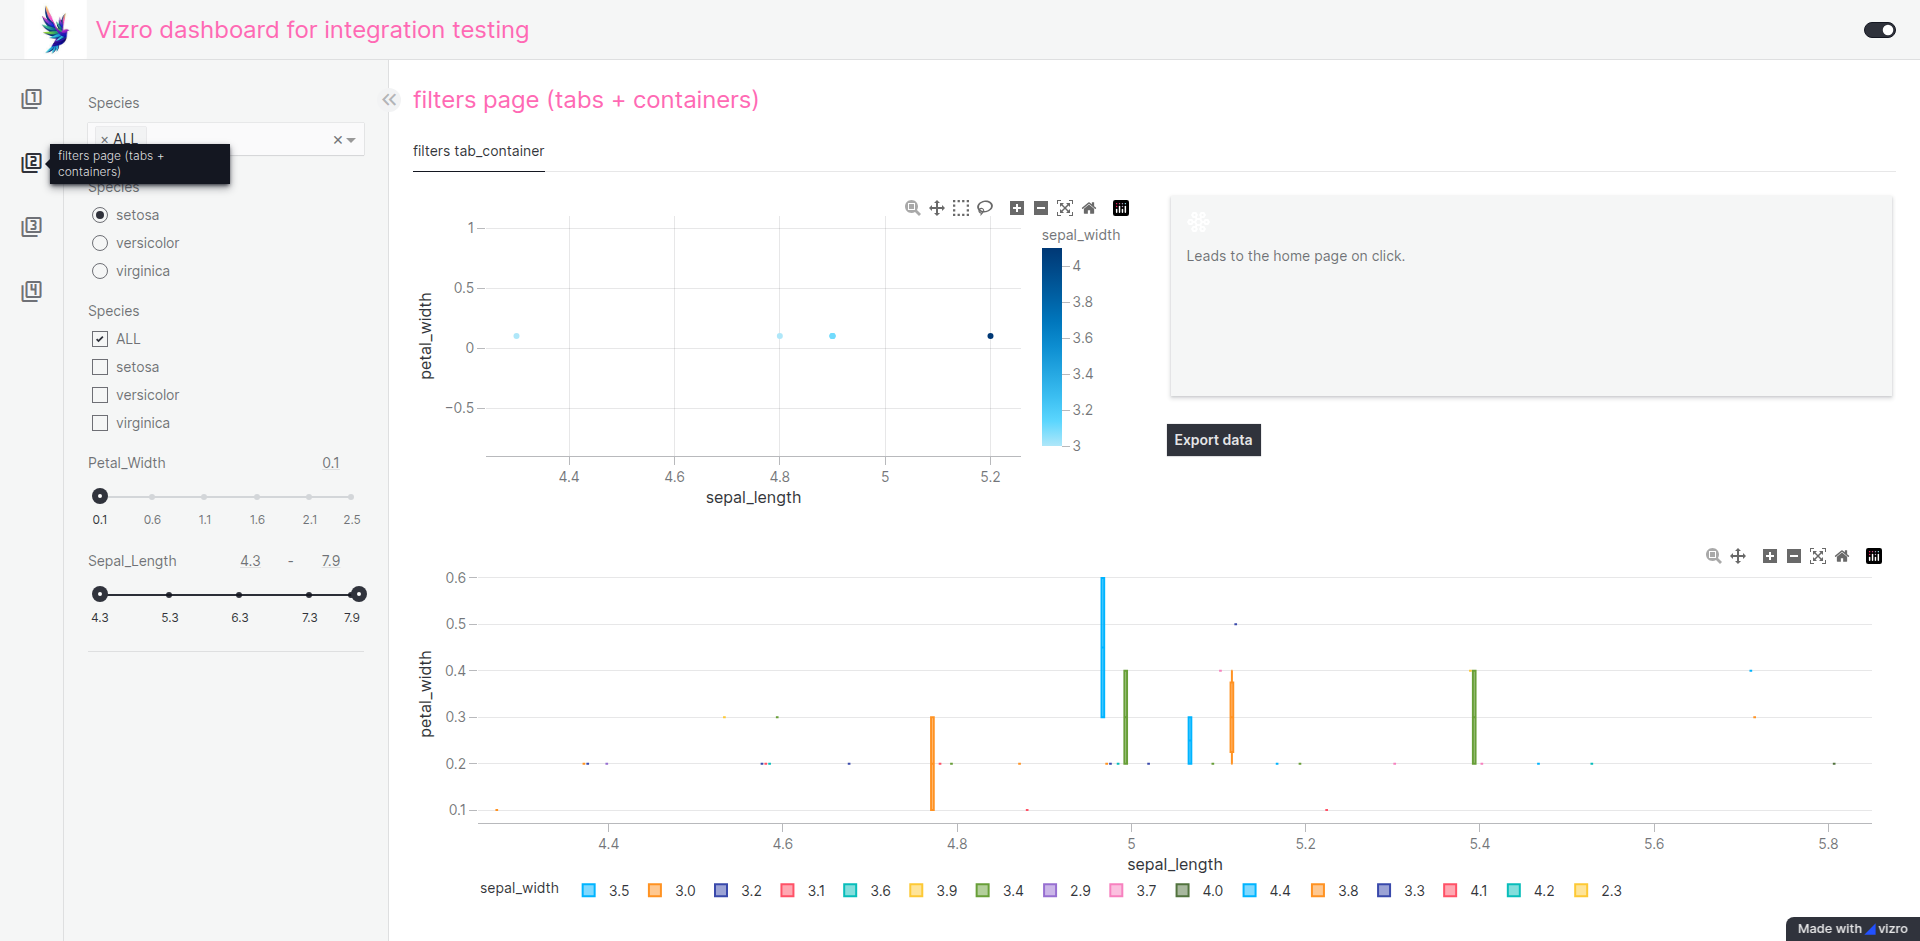 Vizro dashboard for integration testing
1
2
3
4
filters page (tabs + containers)
Species
× ALL
Species
setosa
versicolor
virginica
Species
ALL
setosa
versicolor
virginica
Petal_Width 0.1
0.1 0.6 1.1 1.6 2.1 2.5
Sepal_Length 4.3 - 7.9
4.3 5.3 6.3 7.3 7.9
filters page (tabs + containers)
filters tab_container
petal_width
1
0.5
0
−0.5
4.4 4.6 4.8 5 5.2
sepal_length
sepal_width
4
3.8
3.6
3.4
3.2
3
Leads to the home page on click.
Export data
petal_width
0.6
0.5
0.4
0.3
0.2
0.1
4.4 4.6 4.8 5 5.2 5.4 5.6 5.8
sepal_length
sepal_width 3.5 3.0 3.2 3.1 3.6 3.9 3.4 2.9 3.7 4.0 4.4 3.8 3.3 4.1 4.2 2.3
Made with vizro